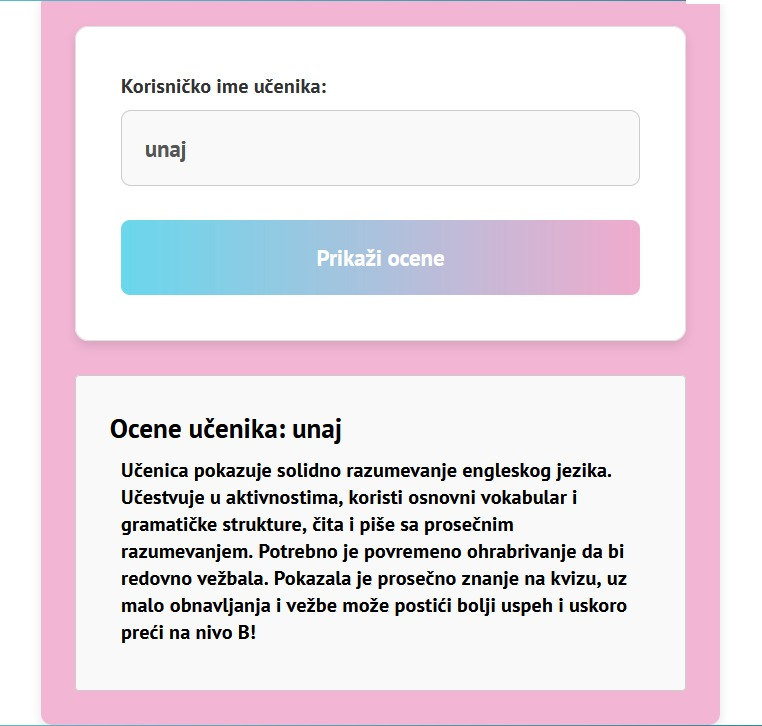 Korisničko ime učenika:
unaj
Prikaži ocene
Ocene učenika: unaj
Učenica pokazuje solidno razumevanje engleskog jezika.
Učestvuje u aktivnostima, koristi osnovni vokabular i
gramatičke strukture, čita i piše sa prosečnim
razumevanjem. Potrebno je povremeno ohrabrivanje da bi
redovno vežbala. Pokazala je prosečno znanje na kvizu, uz
malo obnavljanja i vežbe može postići bolji uspeh i uskoro
preći na nivo B!